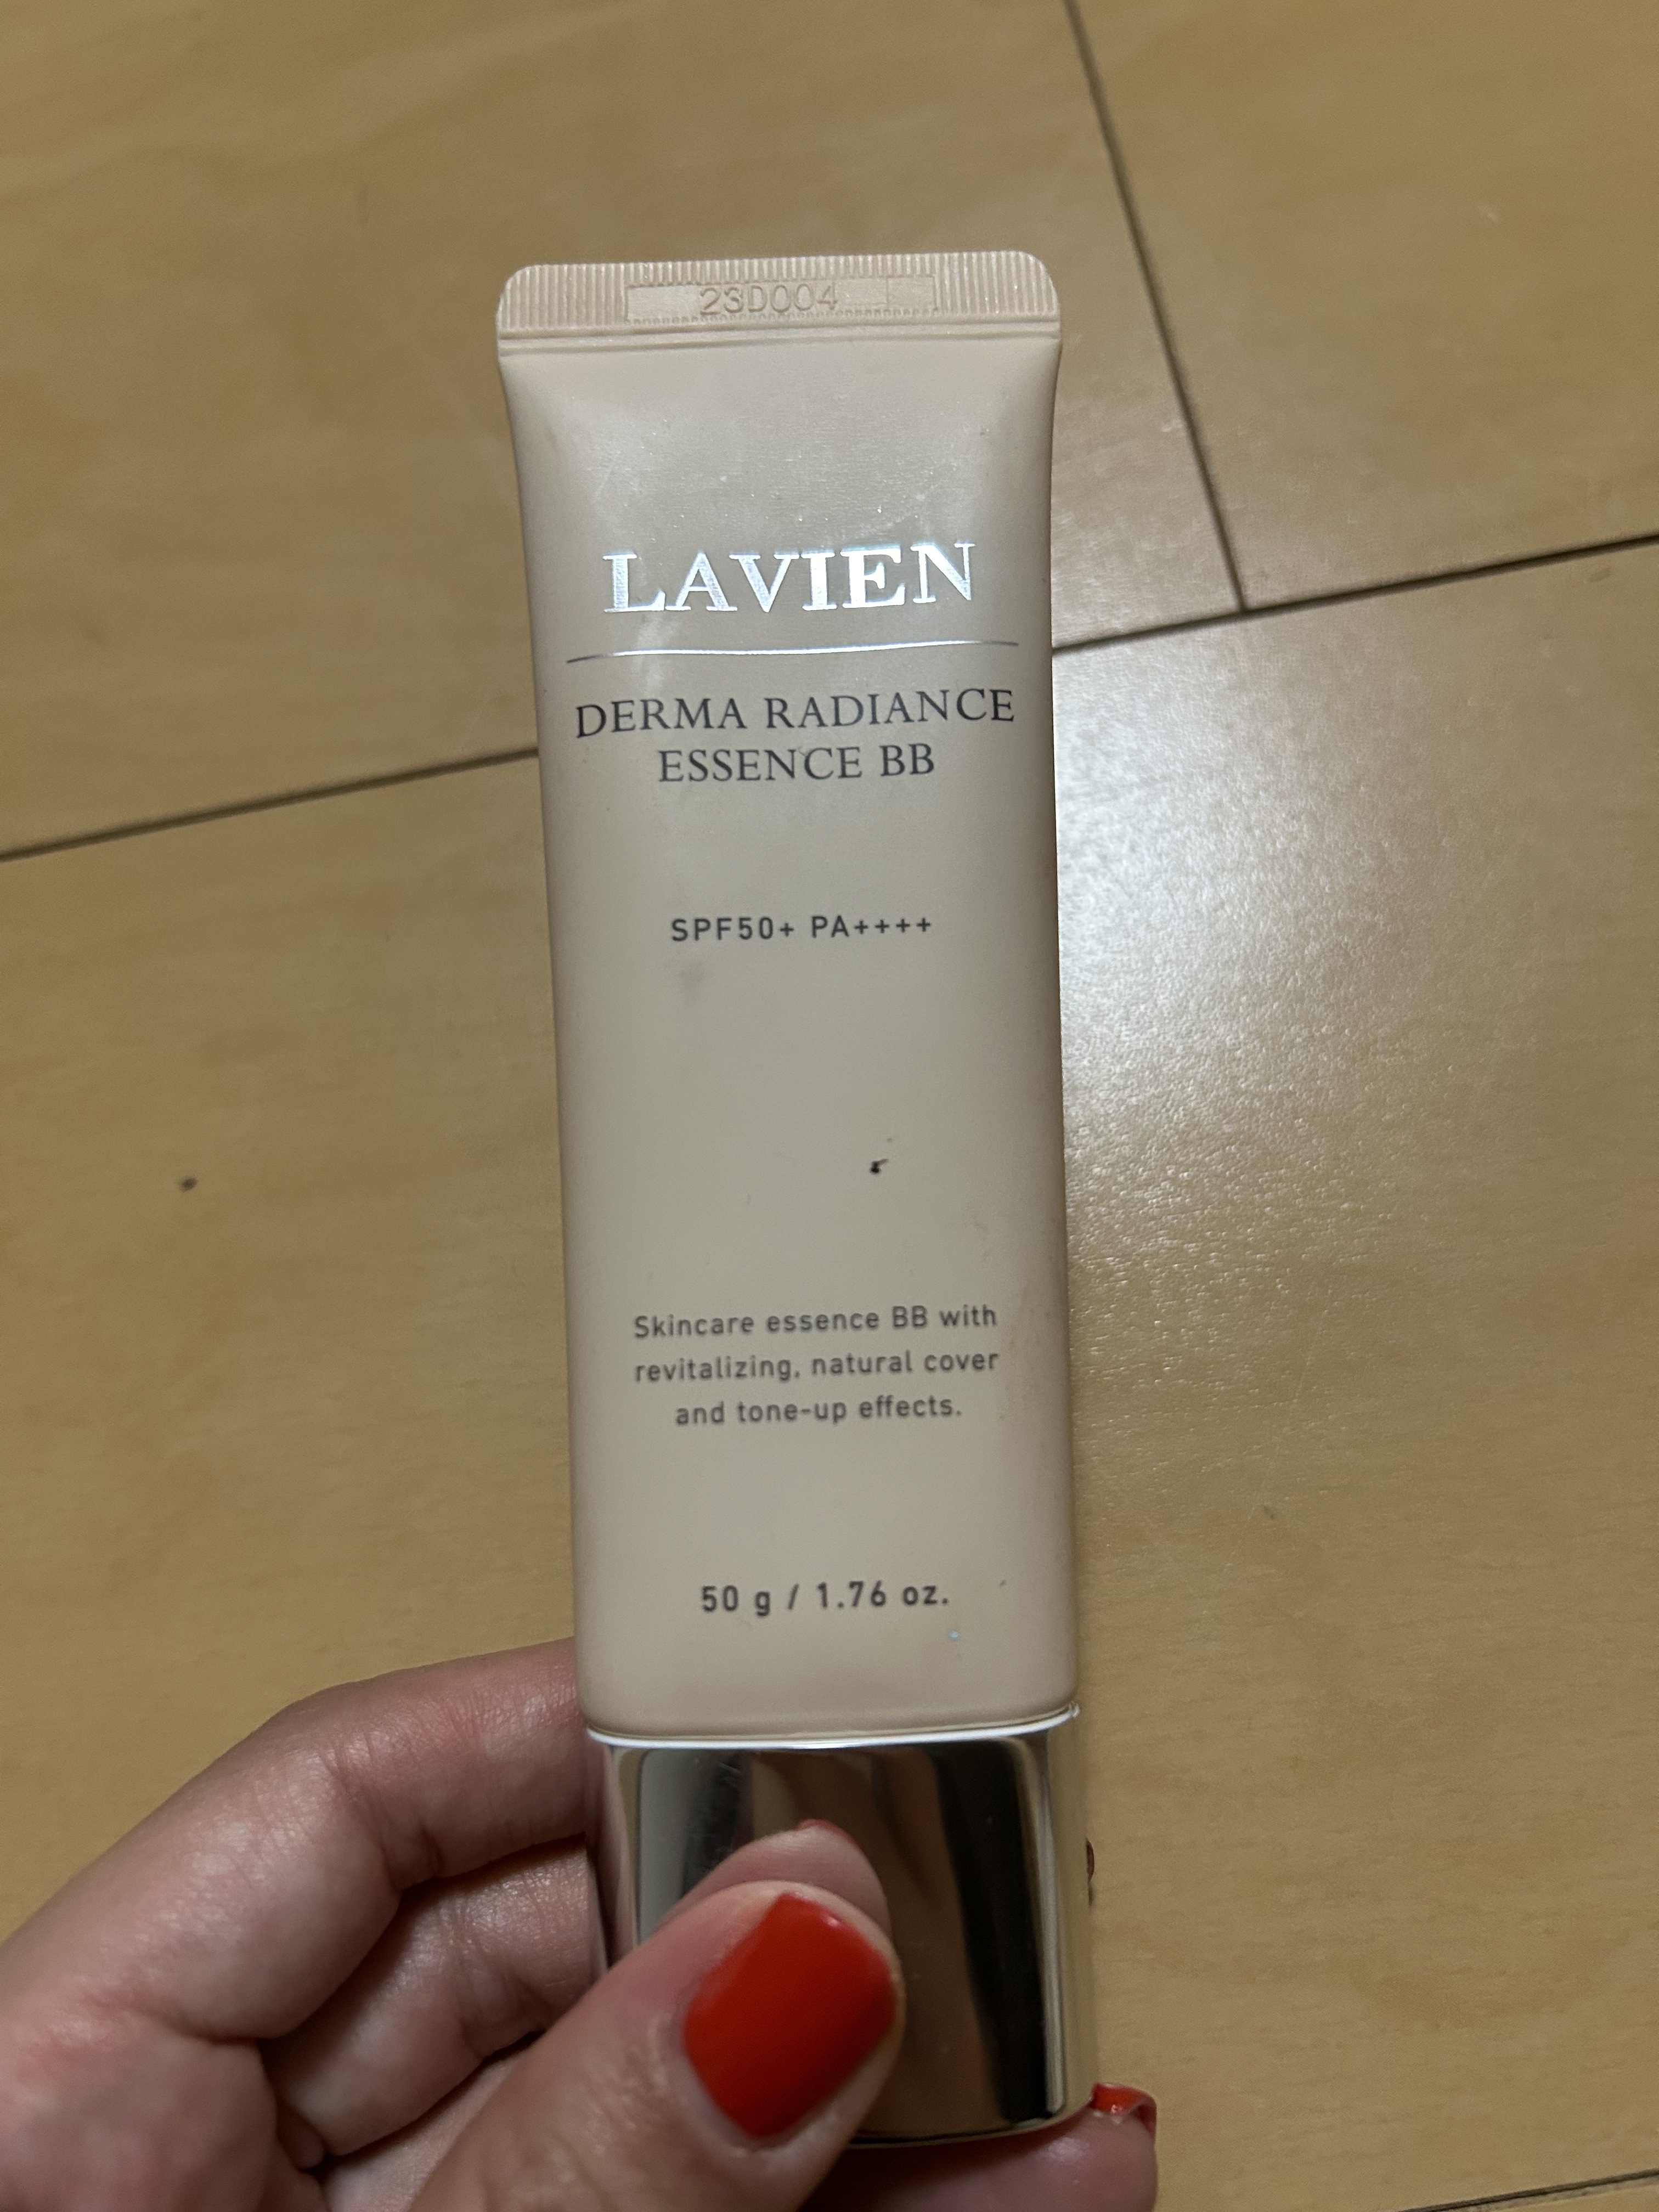 23D004
LAVIEN
DERMA RADIANCE
ESSENCE BB
SPF50+ PA++++
Skincare essence BB with
revitalizing, natural cover
and tone-up effects.
50 g / 1.76 oz.